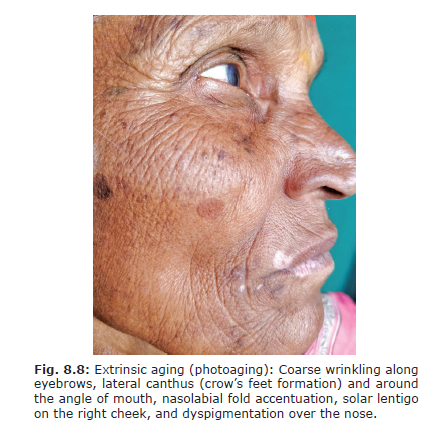 Fig. 8.8: Extrinsic aging (photoaging): Coarse wrinkling along
eyebrows, lateral canthus (crow's feet formation) and around
the angle of mouth, nasolabial fold accentuation, solar lentigo
on the right cheek, and dyspigmentation over the nose.